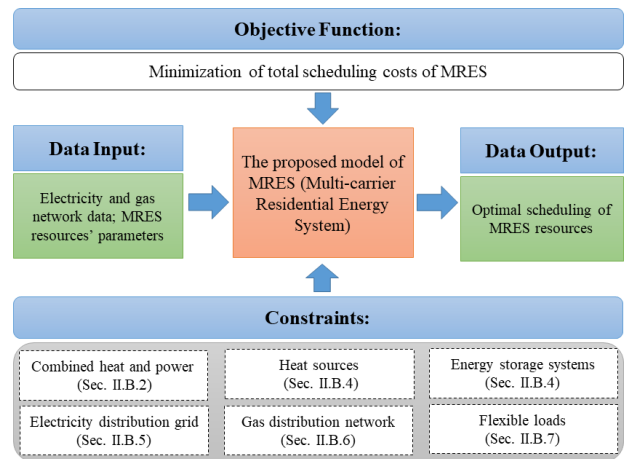 Objective Function:
Minimization of total scheduling costs of MRES
Data Input:
Electricity and gas
network data; MRES
resources' parameters
The proposed model of
MRES (Multi-carrier
Residential Energy
System)
Data Output:
Optimal scheduling of
MRES resources
Constraints:
Combined heat and power
(Sec. II.B.2)
Heat sources
(Sec. II.B.4)
Energy storage systems
(Sec. II.B.4)
Electricity distribution grid
(Sec. II.B.5)
Gas distribution network
(Sec. II.B.6)
Flexible loads
(Sec. II.B.7)